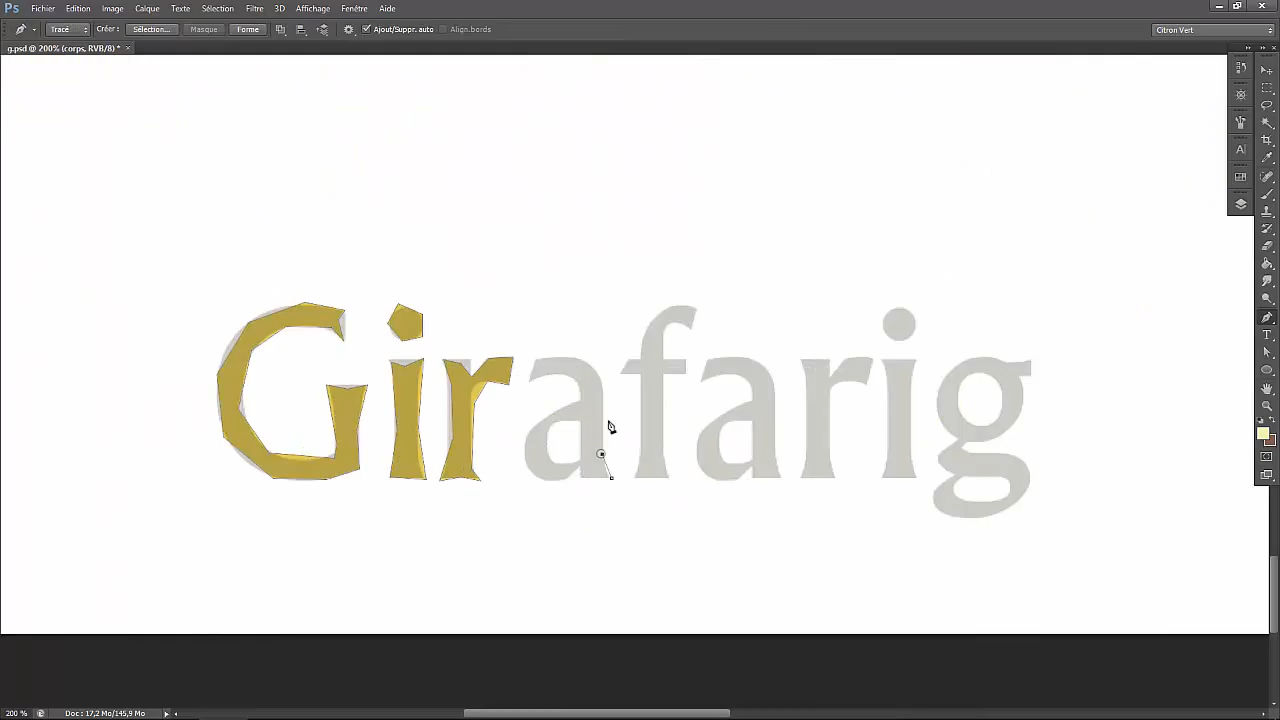 Ps Fichier Edition Image Calque Texte Sélection Filtre 3D Affichage Fenêtre Aide
Tracé Créer : Sélection... Masque Forme Ajout/Suppr. auto Align.bords Citron Vert
g.psd @ 200% (corps, RVB/8) * ×
Girafarig
200 % Doc : 17,2 Mo/145,9 Mo